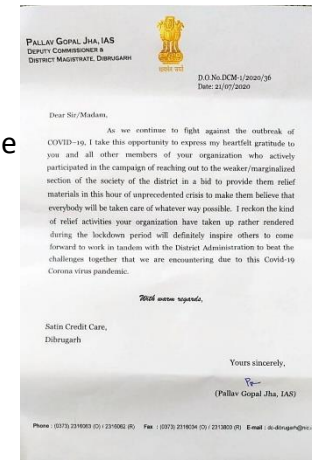 PALLAV GOPAL JHA, IAS
DEPUTY COMMISSIONER &
DISTRICT MAGISTRATE, DIBRUGARH
सत्यमेव जयते
D.O.No.DCM-1/2020/36
Date: 21/07/2020
e
Dear Sir/Madam,
As we continue to fight against the outbreak of
COVID–19, I take this opportunity to express my heartfelt gratitude to
you and all other members of your organization who actively
participated in the campaign of reaching out to the weaker/marginalized
section of the society of the district in a bid to provide them relief
materials in this hour of unprecedented crisis to make them believe that
everybody will be taken care of whatever way possible. I reckon the kind
of relief activities your organization have taken up rather rendered
during the lockdown period will definitely inspire others to come
forward to work in tandem with the District Administration to beat the
challenges together that we are encountering due to this Covid-19
Corona virus pandemic.
With warm regards,
Satin Credit Care,
Dibrugarh
Yours sincerely,
(Pallav Gopal Jha, IAS)
Phone : (0373) 2316063 (O) / 2316062 (R) Fax : (0373) 2316034 (O) / 2313803 (R) E-mail : dc-dibrugarh@nic